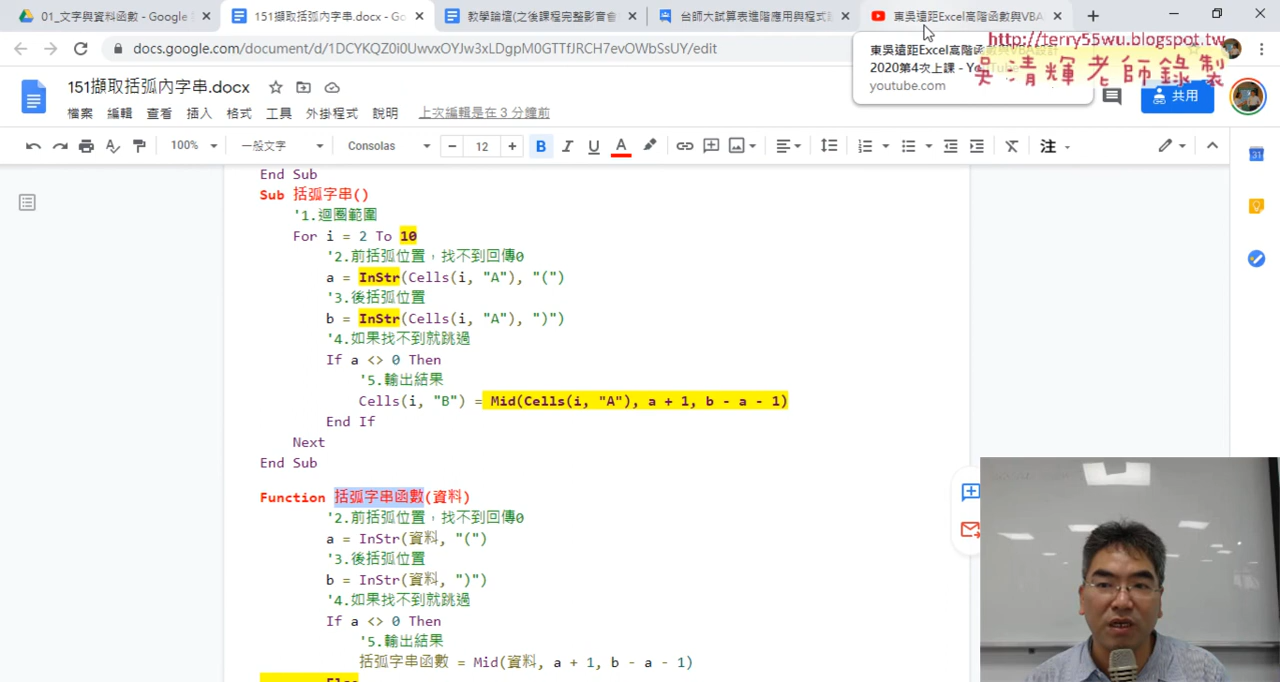 01_文字與資料函數 - Google
151擷取括弧內字串.docx - Go
教學論壇(之後課程完整影音會
台師大試算表進階應用與程式
東吳遠距Excel高階函數與VBA
docs.google.com/document/d/1DCYKQZ0i0UwvxOYJw3xLDgpM0GTTfJRCH7evOWbSsUY/edit
http://terry55wu.blogspot.tw
東吳遠距Excel高階函數與VBA設計
2020第4次上課 - YouTube
youtube.com
吳清輝老師錄製
151擷取括弧內字串.docx
檔案 編輯 查看 插入 格式 工具 外掛程式 說明 上次編輯是在 3 分鐘前
共用
100% 一般文字 Consolas 12 B I U A 注
31
End Sub
Sub 括弧字串()
'1.迴圈範圍
For i = 2 To 10
'2.前括弧位置，找不到回傳0
a = InStr(Cells(i, "A"), "(")
'3.後括弧位置
b = InStr(Cells(i, "A"), ")")
'4.如果找不到就跳過
If a <> 0 Then
'5.輸出結果
Cells(i, "B") = Mid(Cells(i, "A"), a + 1, b - a - 1)
End If
Next
End Sub
Function 括弧字串函數(資料)
'2.前括弧位置，找不到回傳0
a = InStr(資料, "(")
'3.後括弧位置
b = InStr(資料, ")")
'4.如果找不到就跳過
If a <> 0 Then
'5.輸出結果
括弧字串函數 = Mid(資料, a + 1, b - a - 1)
Else